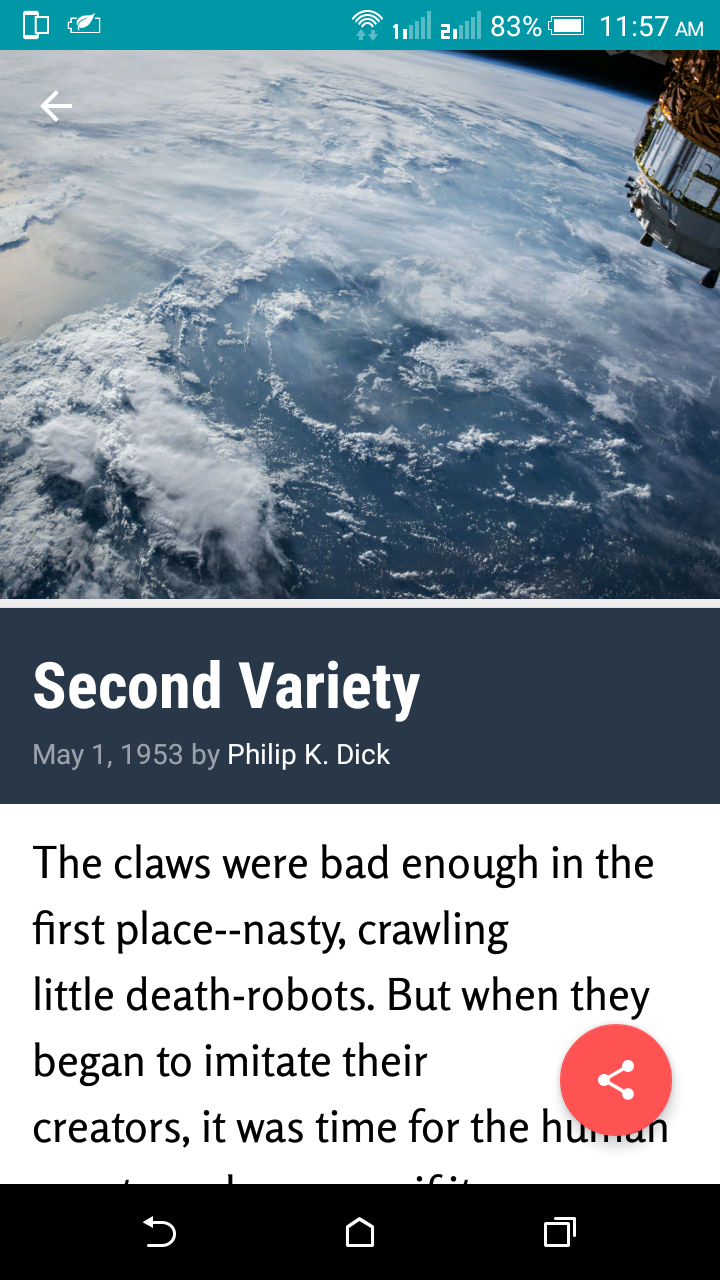 1 2 83% 11:57 AM
Second Variety
May 1, 1953 by Philip K. Dick
The claws were bad enough in the
first place--nasty, crawling
little death-robots. But when they
began to imitate their
creators, it was time for the human